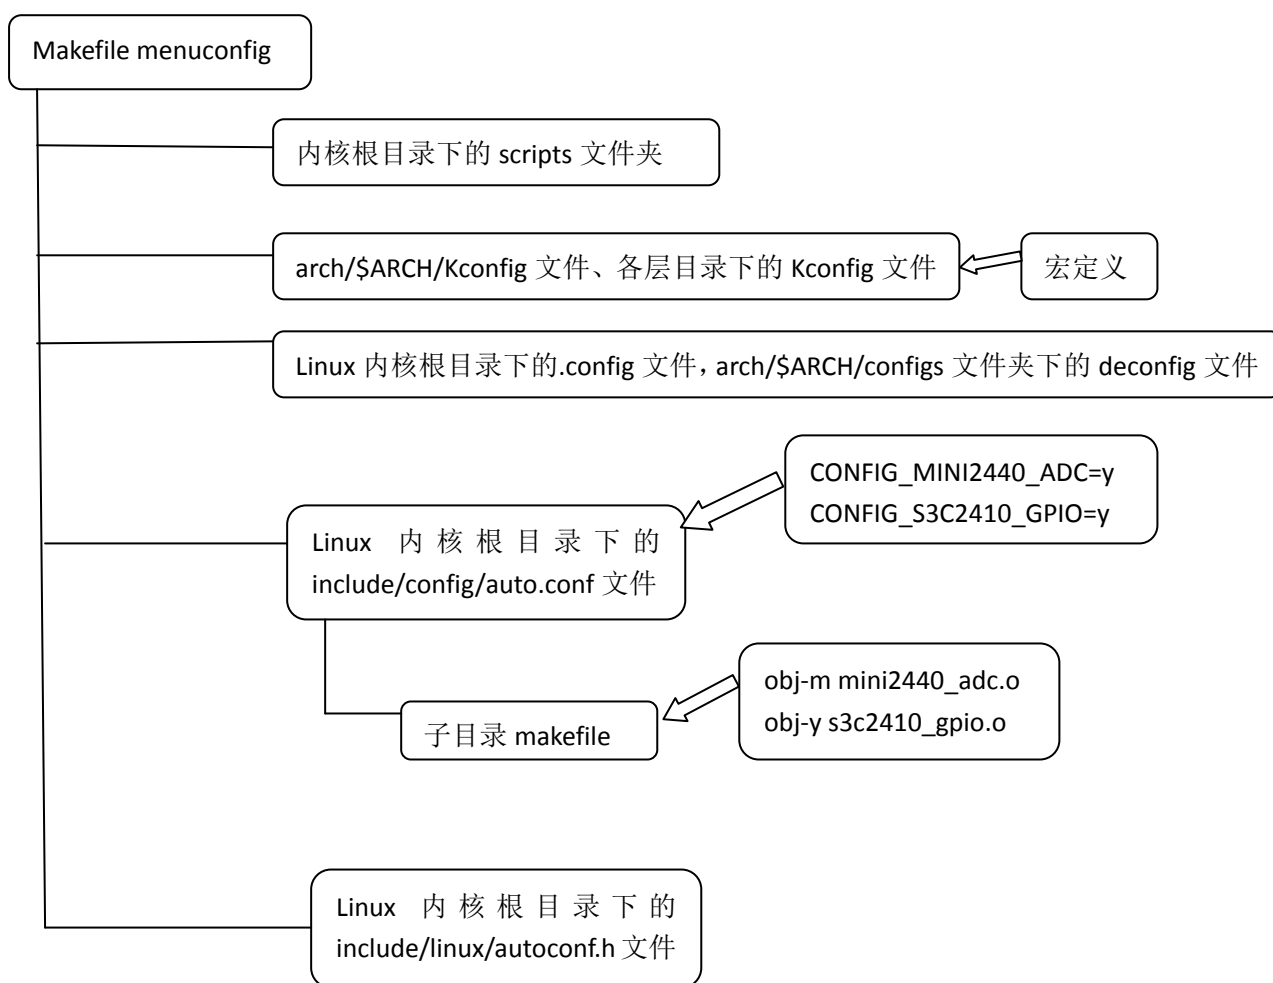 Makefile menuconfig
内核根目录下的 scripts 文件夹
arch/$ARCH/Kconfig 文件、各层目录下的 Kconfig 文件
宏定义
Linux 内核根目录下的.config 文件，arch/$ARCH/configs 文件夹下的 deconfig 文件
CONFIG_MINI2440_ADC=y
CONFIG_S3C2410_GPIO=y
Linux 内核根目录下的
include/config/auto.conf 文件
obj-m mini2440_adc.o
obj-y s3c2410_gpio.o
子目录 makefile
Linux 内核根目录下的
include/linux/autoconf.h 文件